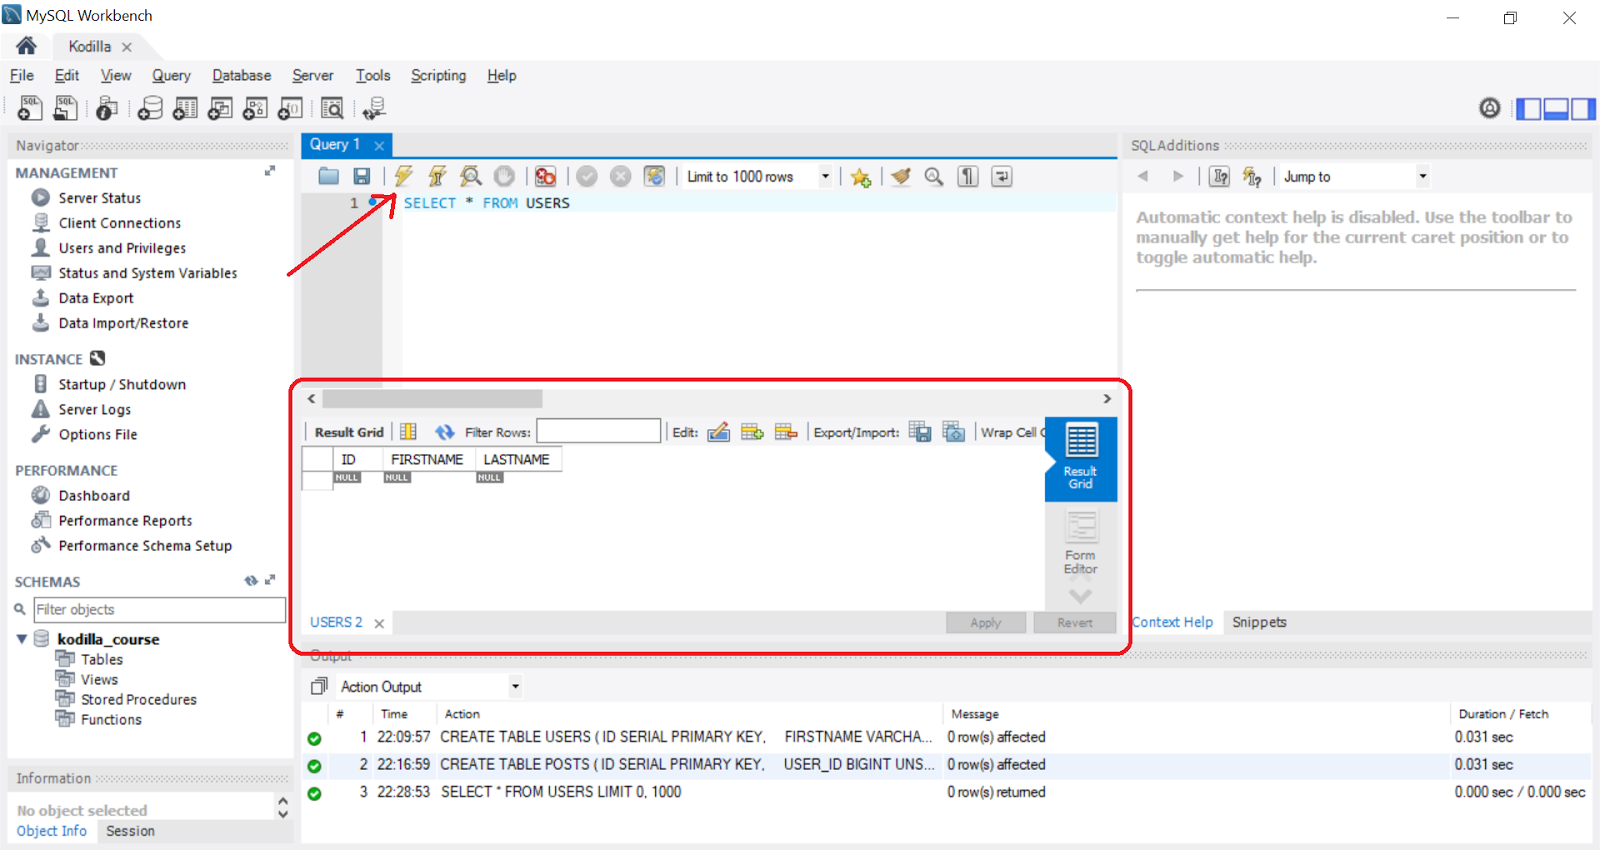 MySQL Workbench
Kodilla
File Edit View Query Database Server Tools Scripting Help
Navigator
MANAGEMENT
Server Status
Client Connections
Users and Privileges
Status and System Variables
Data Export
Data Import/Restore
INSTANCE
Startup / Shutdown
Server Logs
Options File
PERFORMANCE
Dashboard
Performance Reports
Performance Schema Setup
SCHEMAS
Filter objects
kodilla_course
Tables
Views
Stored Procedures
Functions
Information
No object selected
Object Info Session
Query 1
Limit to 1000 rows
1 SELECT * FROM USERS
Result Grid Filter Rows: Edit: Export/Import: Wrap Cell C
ID FIRSTNAME LASTNAME
NULL NULL NULL
Result
Grid
Form
Editor
USERS 2 Apply Revert
SQLAdditions
Jump to
Automatic context help is disabled. Use the toolbar to
manually get help for the current caret position or to
toggle automatic help.
Context Help Snippets
Output
Action Output
# Time Action Message Duration / Fetch
1 22:09:57 CREATE TABLE USERS ( ID SERIAL PRIMARY KEY, FIRSTNAME VARCHA... 0 row(s) affected 0.031 sec
2 22:16:59 CREATE TABLE POSTS ( ID SERIAL PRIMARY KEY, USER_ID BIGINT UNS... 0 row(s) affected 0.031 sec
3 22:28:53 SELECT * FROM USERS LIMIT 0, 1000 0 row(s) returned 0.000 sec / 0.000 sec